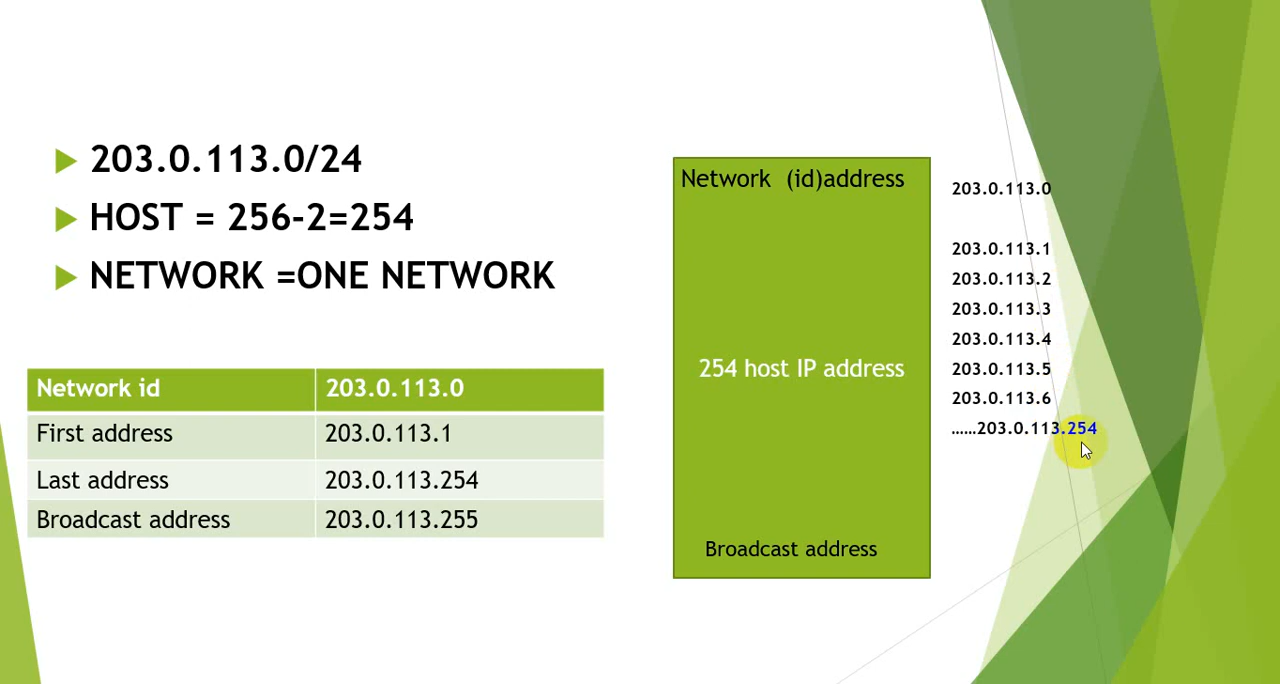 203.0.113.0/24
HOST = 256-2=254
NETWORK =ONE NETWORK
Network id 203.0.113.0
First address 203.0.113.1
Last address 203.0.113.254
Broadcast address 203.0.113.255
Network (id)address
254 host IP address
Broadcast address
203.0.113.0
203.0.113.1
203.0.113.2
203.0.113.3
203.0.113.4
203.0.113.5
203.0.113.6
......203.0.113.254